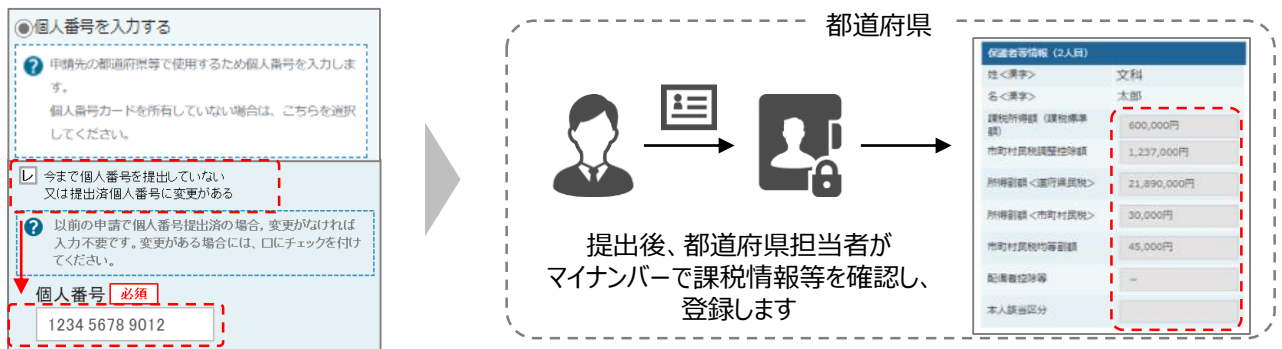 個人番号を入力する
申請先の都道府県等で使用するため個人番号を入力しま
す。
個人番号カードを所有していない場合は、こちらを選択
してください。
今まで個人番号を提出していない
又は提出済個人番号に変更がある
以前の申請で個人番号提出済の場合，変更がなければ
入力不要です。変更がある場合には、口にチェックを付け
てください。
個人番号 必須
1234 5678 9012
都道府県
提出後、都道府県担当者が
マイナンバーで課税情報等を確認し、
登録します
保護者等情報（2人目）
姓<漢字> 文科
名<漢字> 太郎
課税所得額（課税標準
額） 600,000円
市町村民税調整控除額 1,237,000円
所得割額<道府県民税> 21,890,000円
所得割額<市町村民税> 30,000円
市町村民税均等割額 45,000円
配偶者控除等 －
本人該当区分